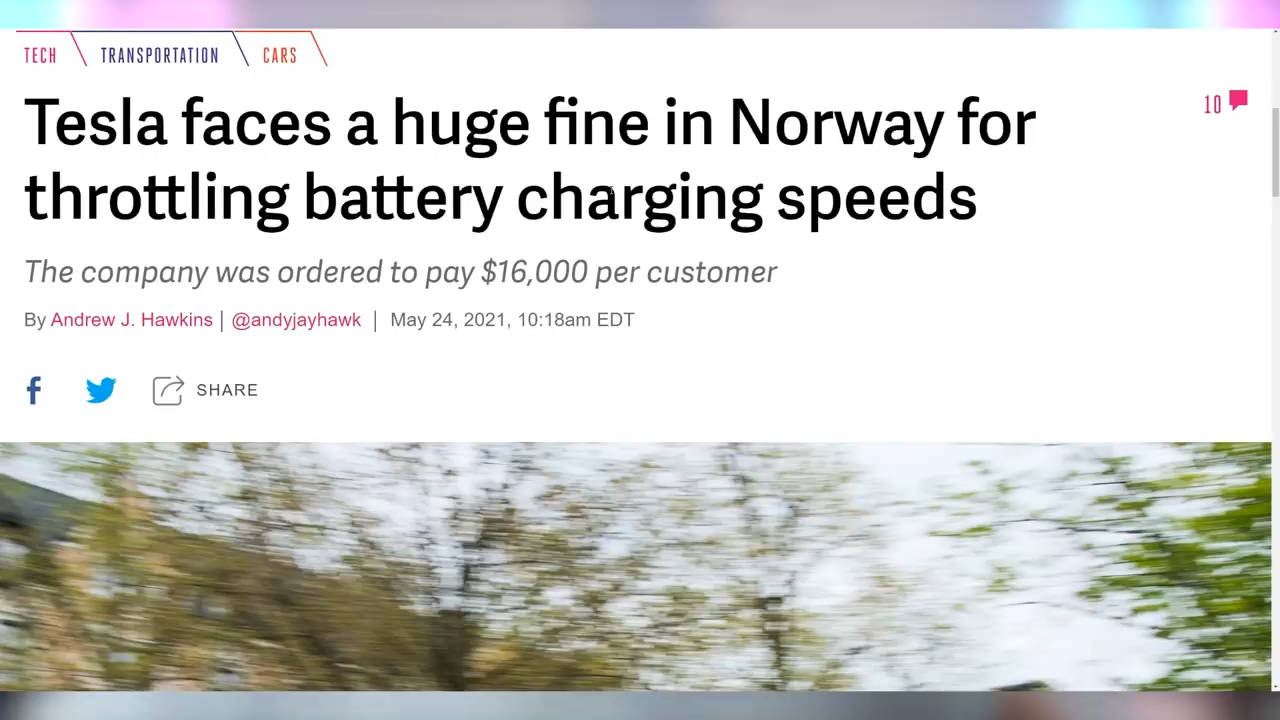 TECH TRANSPORTATION CARS
Tesla faces a huge fine in Norway for
10
throttling battery charging speeds
The company was ordered to pay $16,000 per customer
By Andrew J. Hawkins | @andyjayhawk | May 24, 2021, 10:18am EDT
SHARE